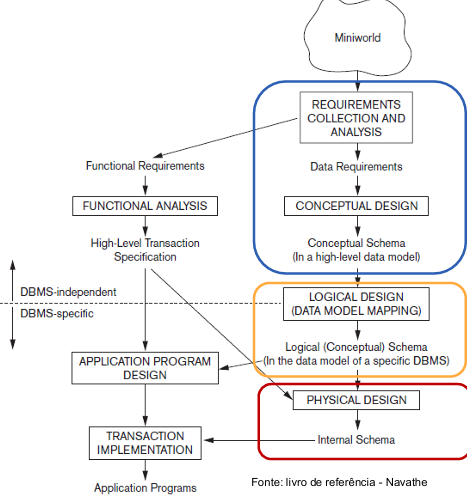 Miniworld
REQUIREMENTS
COLLECTION AND
ANALYSIS
Functional Requirements
Data Requirements
FUNCTIONAL ANALYSIS
CONCEPTUAL DESIGN
High-Level Transaction
Specification
Conceptual Schema
(In a high-level data model)
DBMS-independent
DBMS-specific
LOGICAL DESIGN
(DATA MODEL MAPPING)
Logical (Conceptual) Schema
(In the data model of a specific DBMS)
APPLICATION PROGRAM
DESIGN
PHYSICAL DESIGN
TRANSACTION
IMPLEMENTATION
Internal Schema
Application Programs
Fonte: livro de referência - Navathe